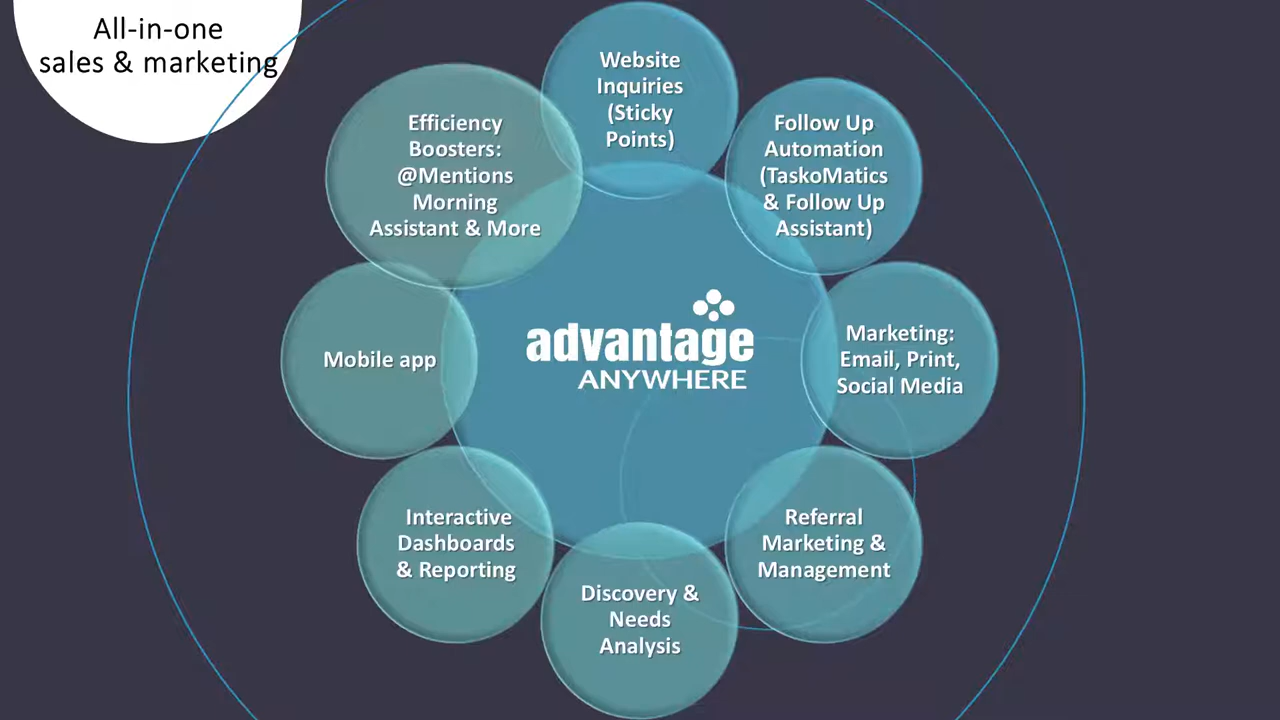 All-in-one
sales & marketing
Website
Inquiries
(Sticky
Points)
Follow Up
Automation
(TaskoMatics
& Follow Up
Assistant)
Marketing:
Email, Print,
Social Media
Referral
Marketing &
Management
Discovery &
Needs
Analysis
Interactive
Dashboards
& Reporting
Mobile app
Efficiency
Boosters:
@Mentions
Morning
Assistant & More
advantage
ANYWHERE